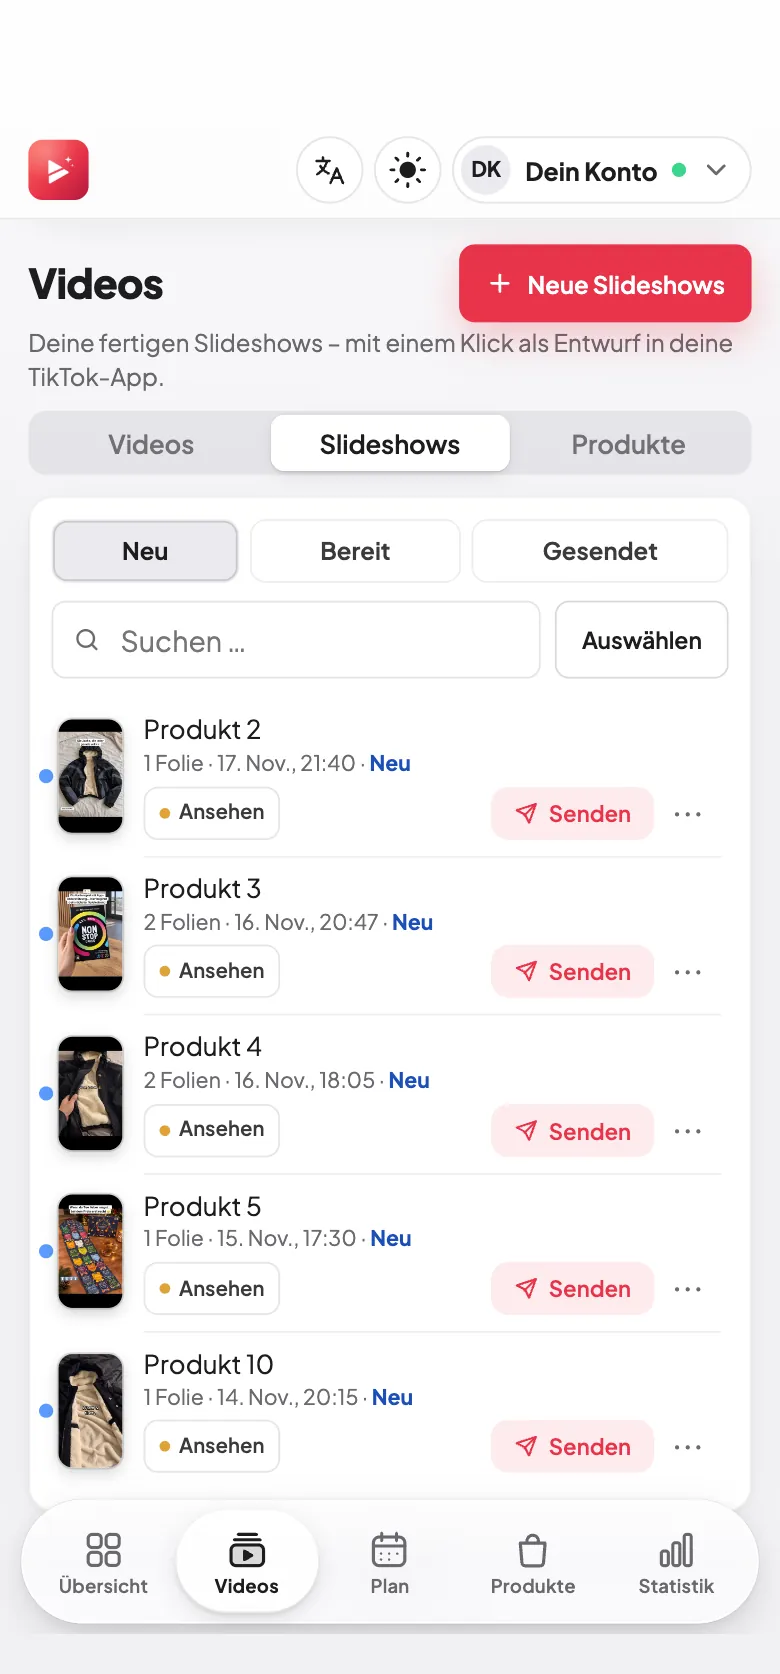 DK Dein Konto
Videos
+ Neue Slideshows
Deine fertigen Slideshows – mit einem Klick als Entwurf in deine
TikTok-App.
Videos Slideshows Produkte
Neu Bereit Gesendet
Suchen ... Auswählen
Produkt 2
1 Folie · 17. Nov., 21:40 · Neu
Ansehen Senden ...
Produkt 3
NON
STOP
2 Folien · 16. Nov., 20:47 · Neu
Ansehen Senden ...
Produkt 4
2 Folien · 16. Nov., 18:05 · Neu
Ansehen Senden ...
Produkt 5
1 Folie · 15. Nov., 17:30 · Neu
Ansehen Senden ...
Produkt 10
1 Folie · 14. Nov., 20:15 · Neu
Ansehen Senden ...
Übersicht Videos Plan Produkte Statistik